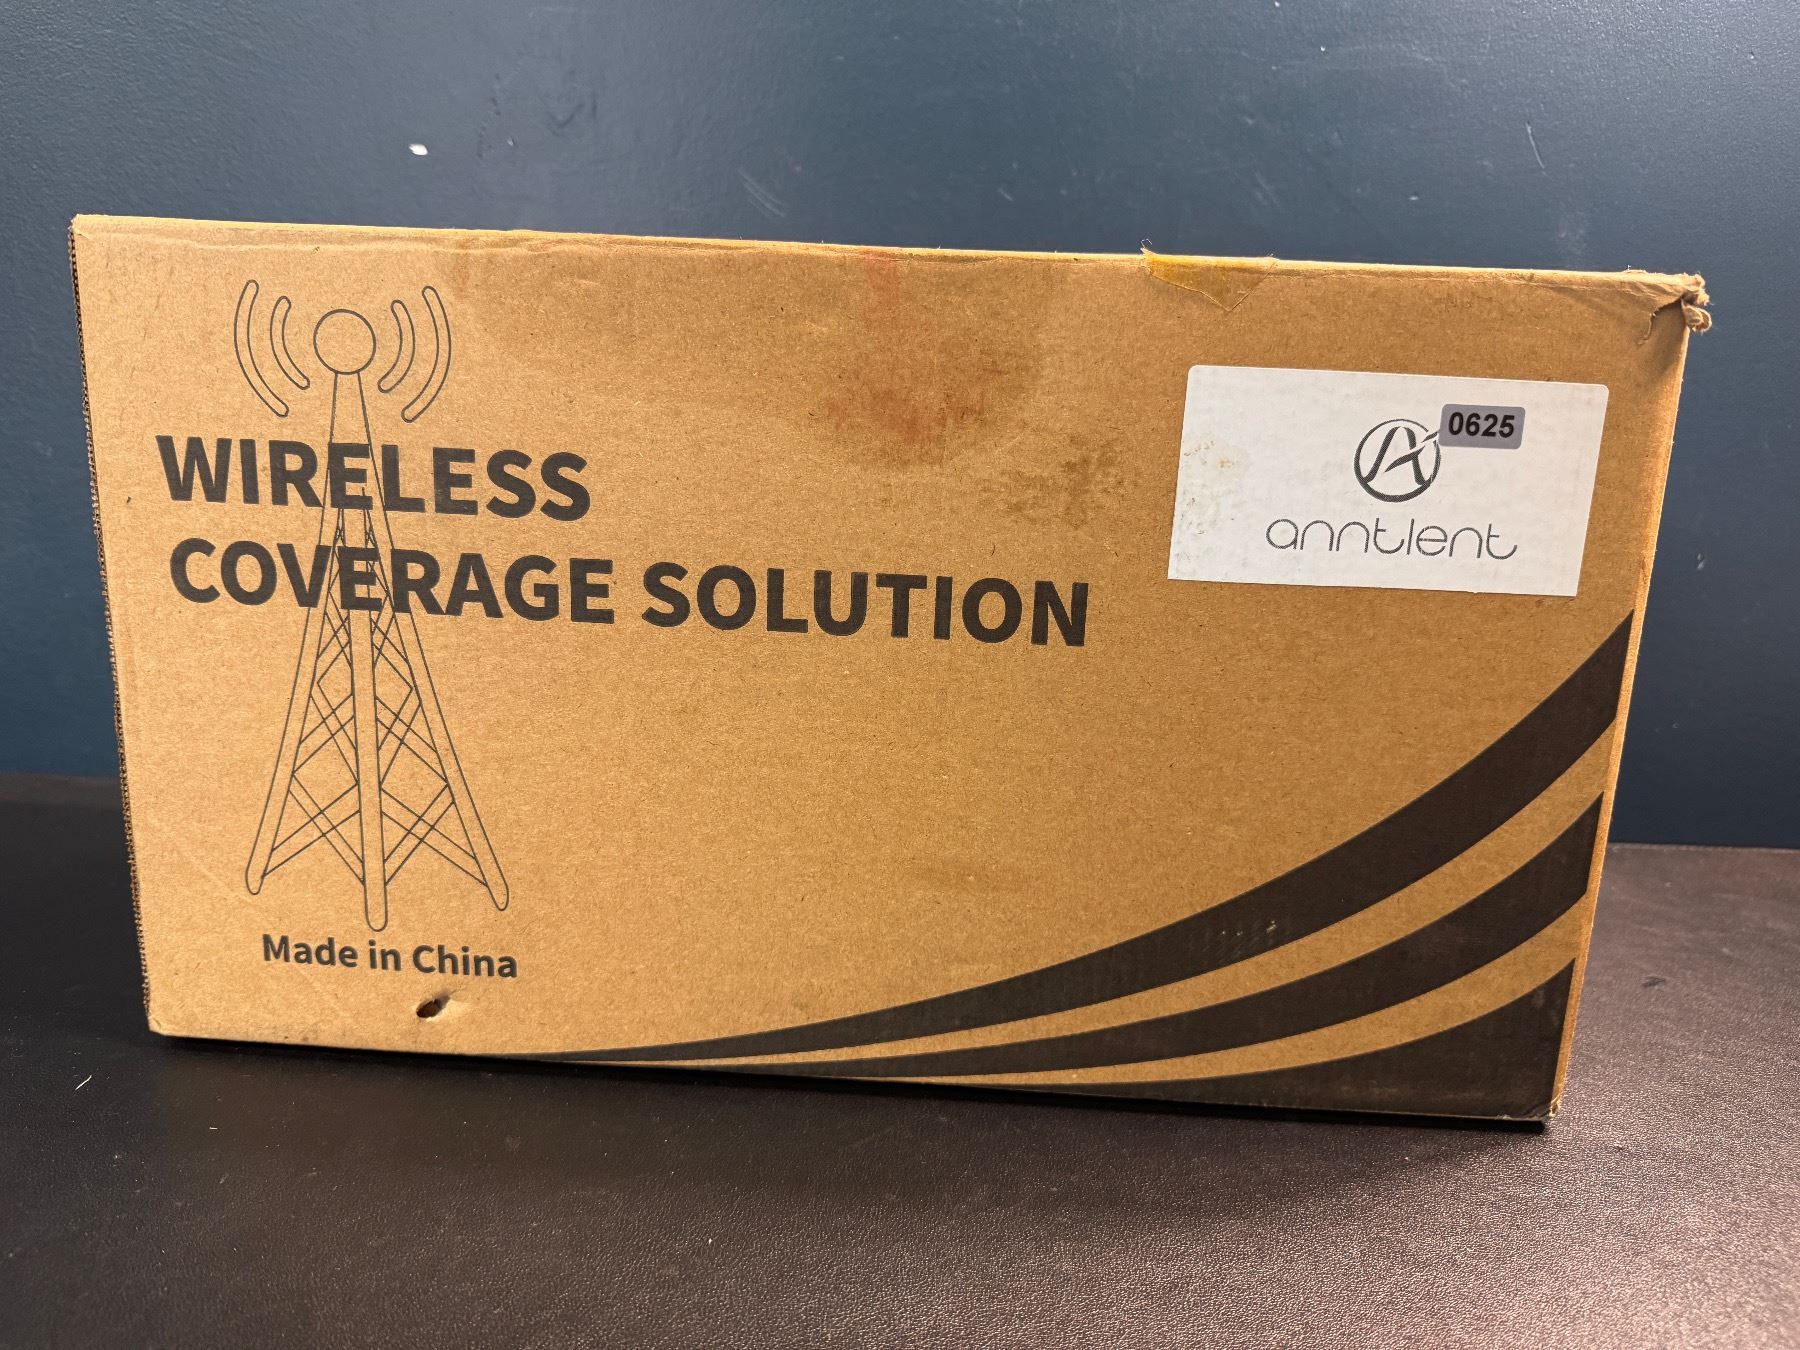 WIRELESS
COVERAGE SOLUTION
0625
anntlent
Made in China